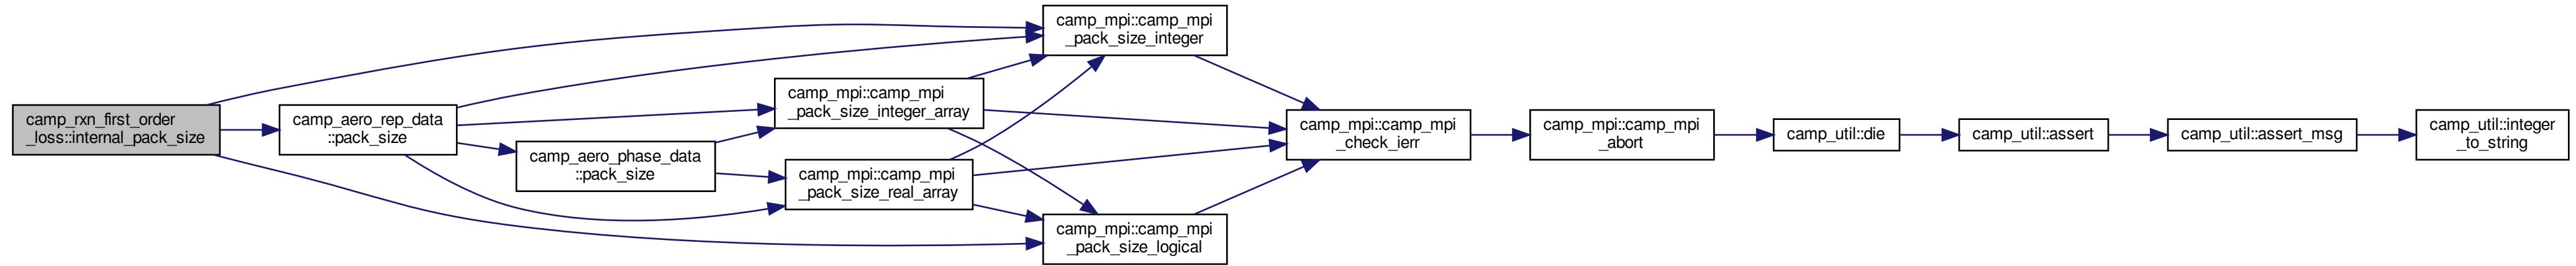 camp_rxn_first_order
_loss::internal_pack_size
camp_aero_rep_data
::pack_size
camp_aero_phase_data
::pack_size
camp_mpi::camp_mpi
_pack_size_integer_array
camp_mpi::camp_mpi
_pack_size_real_array
camp_mpi::camp_mpi
_pack_size_integer
camp_mpi::camp_mpi
_pack_size_logical
camp_mpi::camp_mpi
_check_ierr
camp_mpi::camp_mpi
_abort
camp_util::die
camp_util::assert
camp_util::assert_msg
camp_util::integer
_to_string